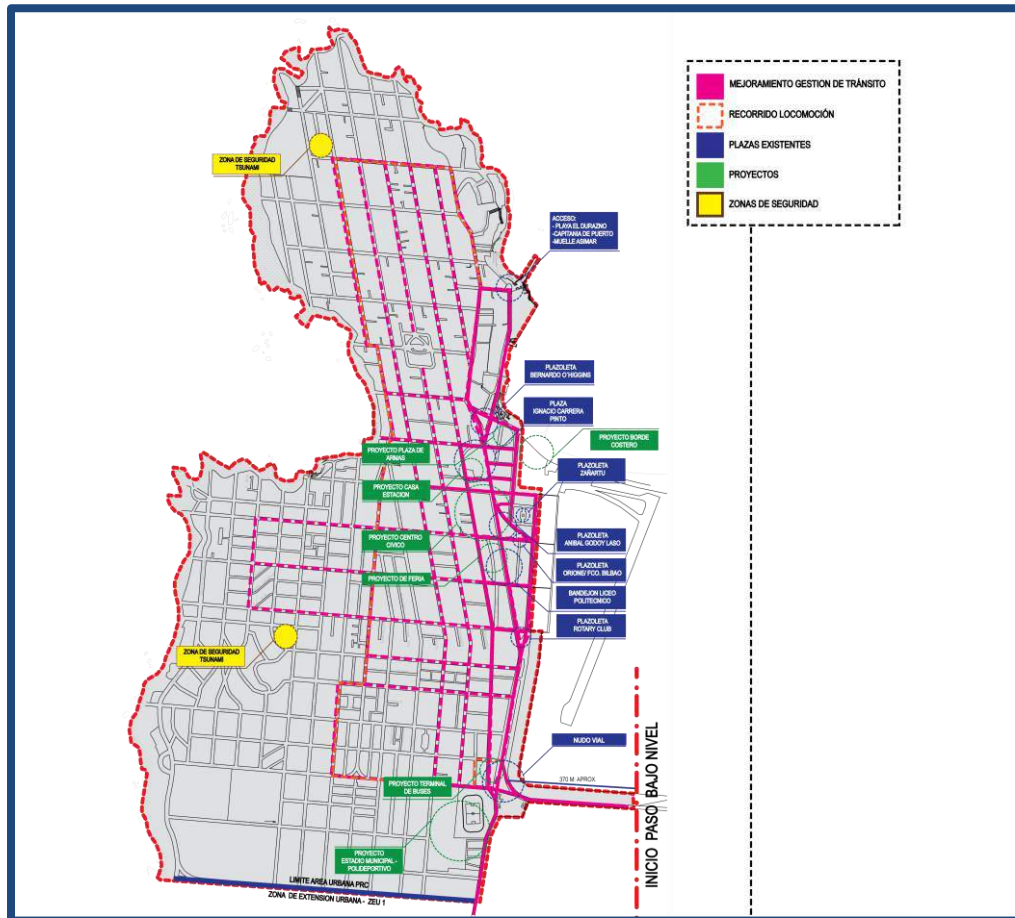 MEJORAMIENTO GESTION DE TRÁNSITO
RECORRIDO LOCOMOCIÓN
PLAZAS EXISTENTES
PROYECTOS
ZONAS DE SEGURIDAD
ZONA DE SEGURIDAD
TSUNAMI
ACCESO:
- PLAYA EL DURAZNO
-CAPITANIA DE PUERTO
-MUELLE ASIMAR
PLAZOLETA
BERNARDO O'HIGGINS
PLAZA
IGNACIO CARRERA
PINTO
PROYECTO BORDE
COSTERO
PROYECTO PLAZA DE
ARMAS
PLAZOLETA
ZAÑARTU
PROYECTO CASA
ESTACION
PROYECTO CENTRO
CIVICO
PLAZOLETA
ANIBAL GODOY LASO
PLAZOLETA
ORIONE/ FCO. BILBAO
PROYECTO DE FERIA
BANDEJON LICEO
POLITECNICO
PLAZOLETA
ROTARY CLUB
ZONA DE SEGURIDAD
TSUNAMI
NUDO VIAL
370 M. APROX
PROYECTO TERMINAL
DE BUSES
INICIO PASO BAJO NIVEL
PROYECTO
ESTADIO MUNICIPAL-
POLIDEPORTIVO
LIMITE AREA URBANA PRC
ZONA DE EXTENSION URBANA - ZEU 1